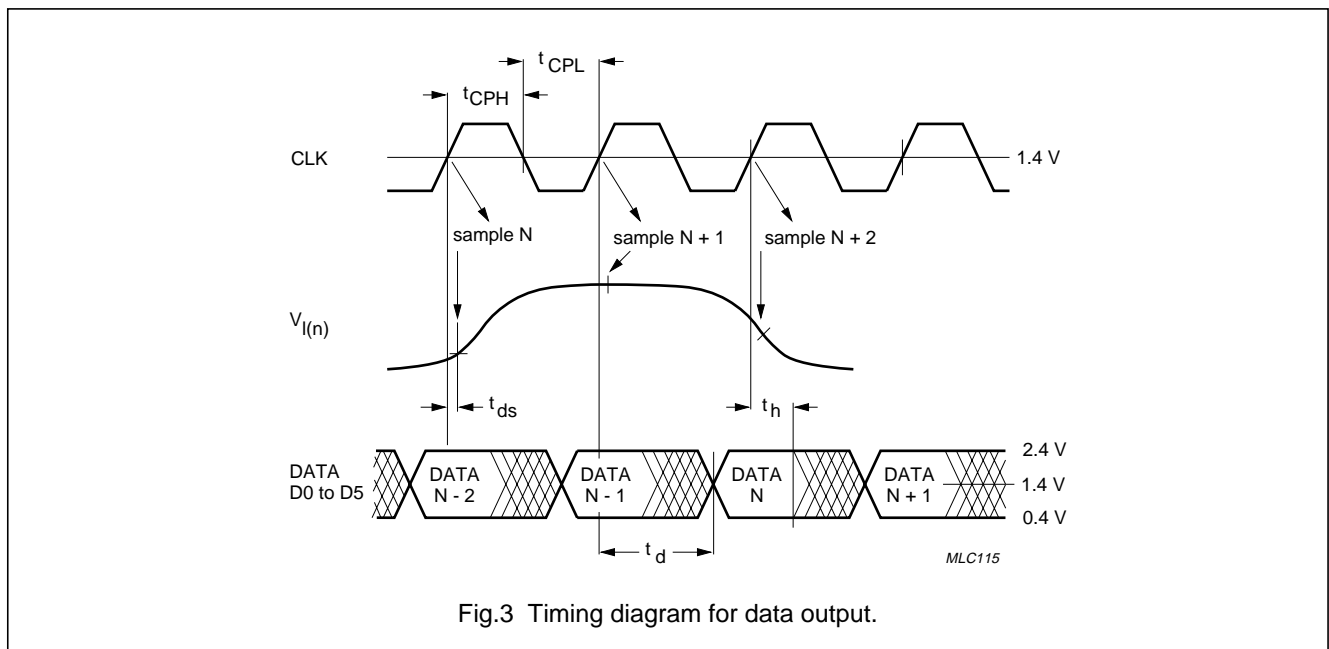 t CPL
t CPH
CLK
1.4 V
sample N
sample N + 1
sample N + 2
V I(n)
t ds
t h
DATA
D0 to D5
DATA
N - 2
DATA
N - 1
DATA
N
DATA
N + 1
2.4 V
1.4 V
0.4 V
t d
MLC115
Fig.3 Timing diagram for data output.